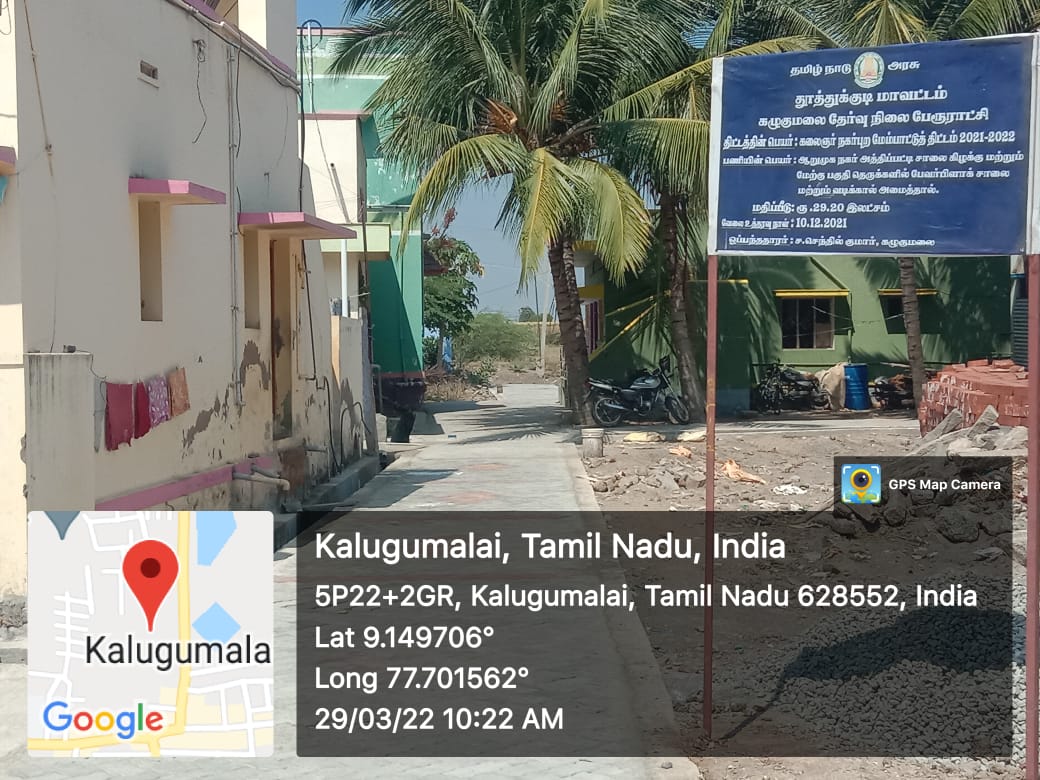 தமிழ் நாடு அரசு
தூத்துக்குடி மாவட்டம்
கழுகுமலை தேர்வு நிலை பேரூராட்சி
திட்டத்தின் பெயர் : கலைஞர் நகர்புற மேம்பாட்டுத் திட்டம் 2021-2022
பணியின் பெயர் : ஆறுமுக நகர் அத்திப்பட்டி சாலை கிழக்கு மற்றும்
மேற்கு பகுதி தெருக்களில் பேவர்பிளாக் சாலை
மற்றும் வடிக்கால் அமைத்தல்.
மதிப்பீடு: ரூ .29.20 இலட்சம்
வேலை உத்தரவு நாள் : 10.12.2021
ஒப்பந்ததாரர் : ச.செந்தில் குமார், கழுகுமலை
GPS Map Camera
Kalugumalai, Tamil Nadu, India
5P22+2GR, Kalugumalai, Tamil Nadu 628552, India
Lat 9.149706°
Long 77.701562°
29/03/22 10:22 AM
Kalugumala
Google